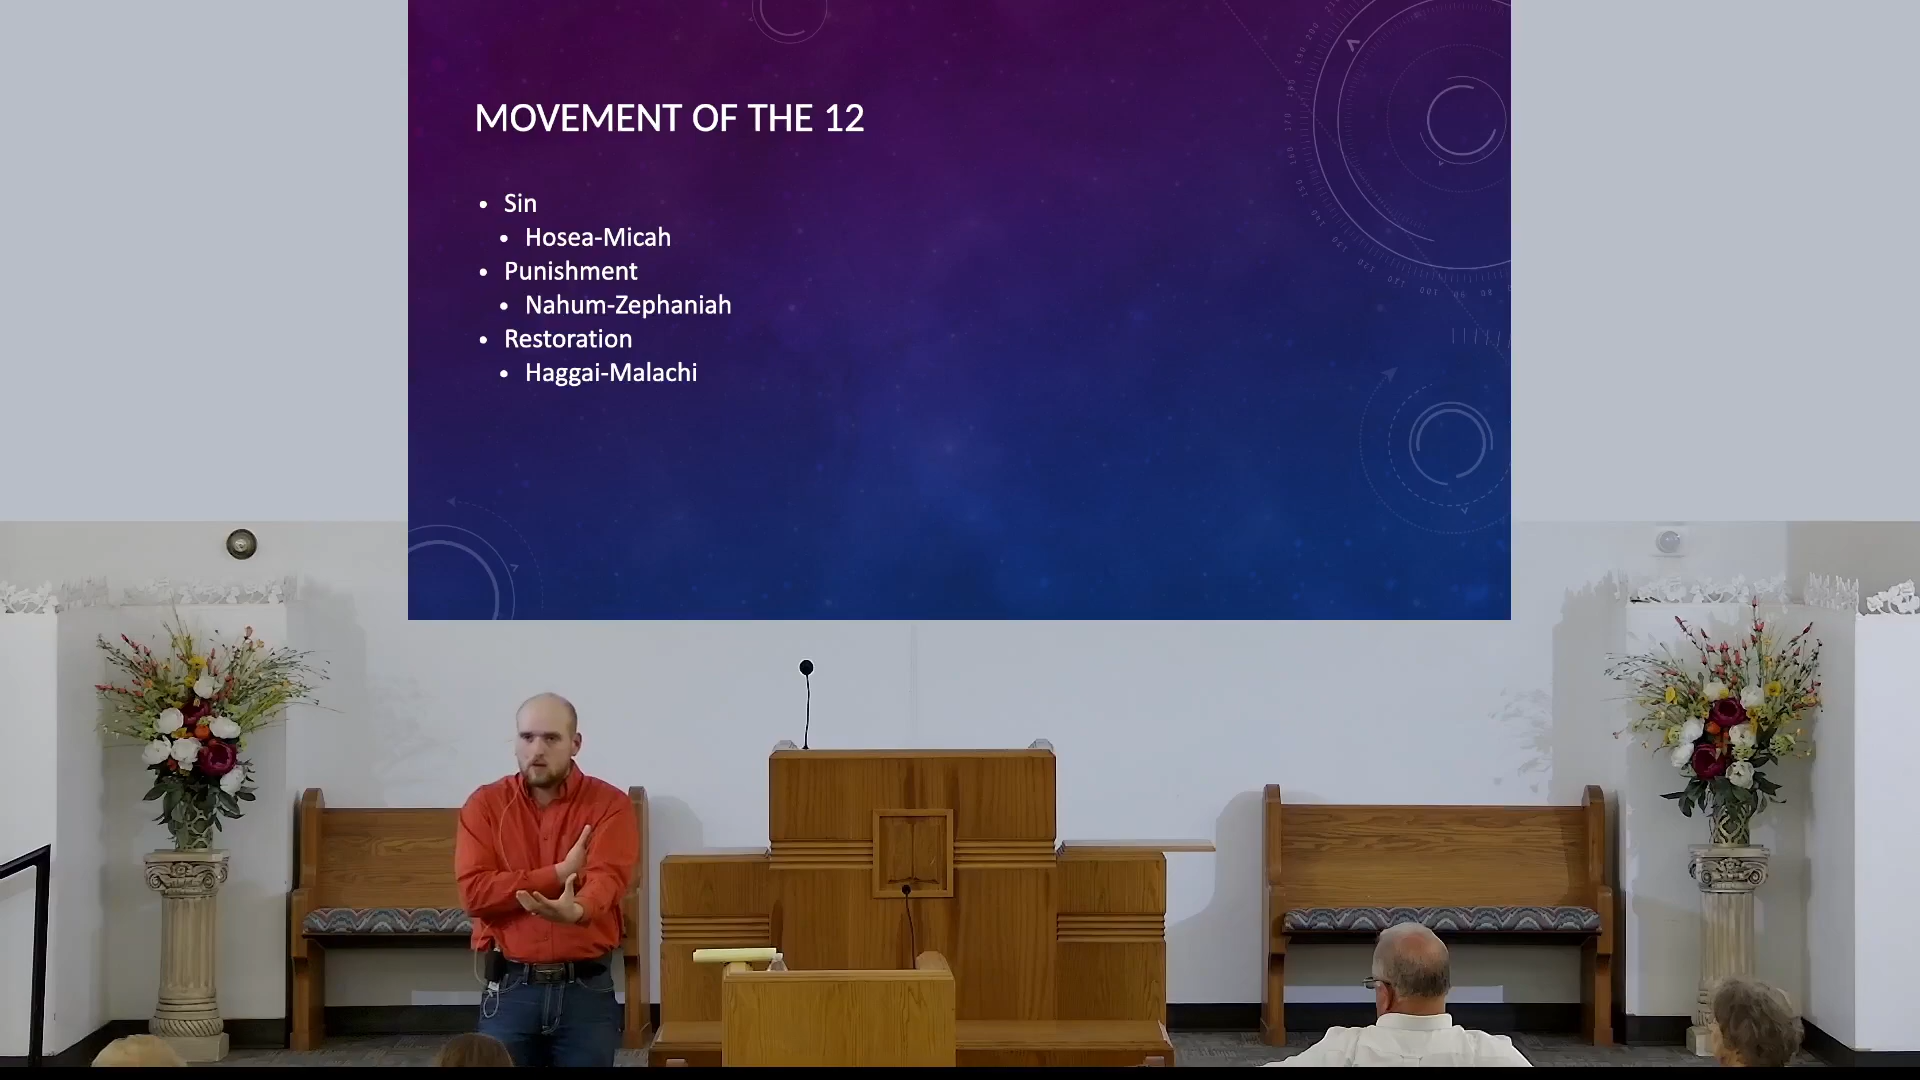 MOVEMENT OF THE 12
• Sin
• Hosea-Micah
• Punishment
• Nahum-Zephaniah
• Restoration
• Haggai-Malachi